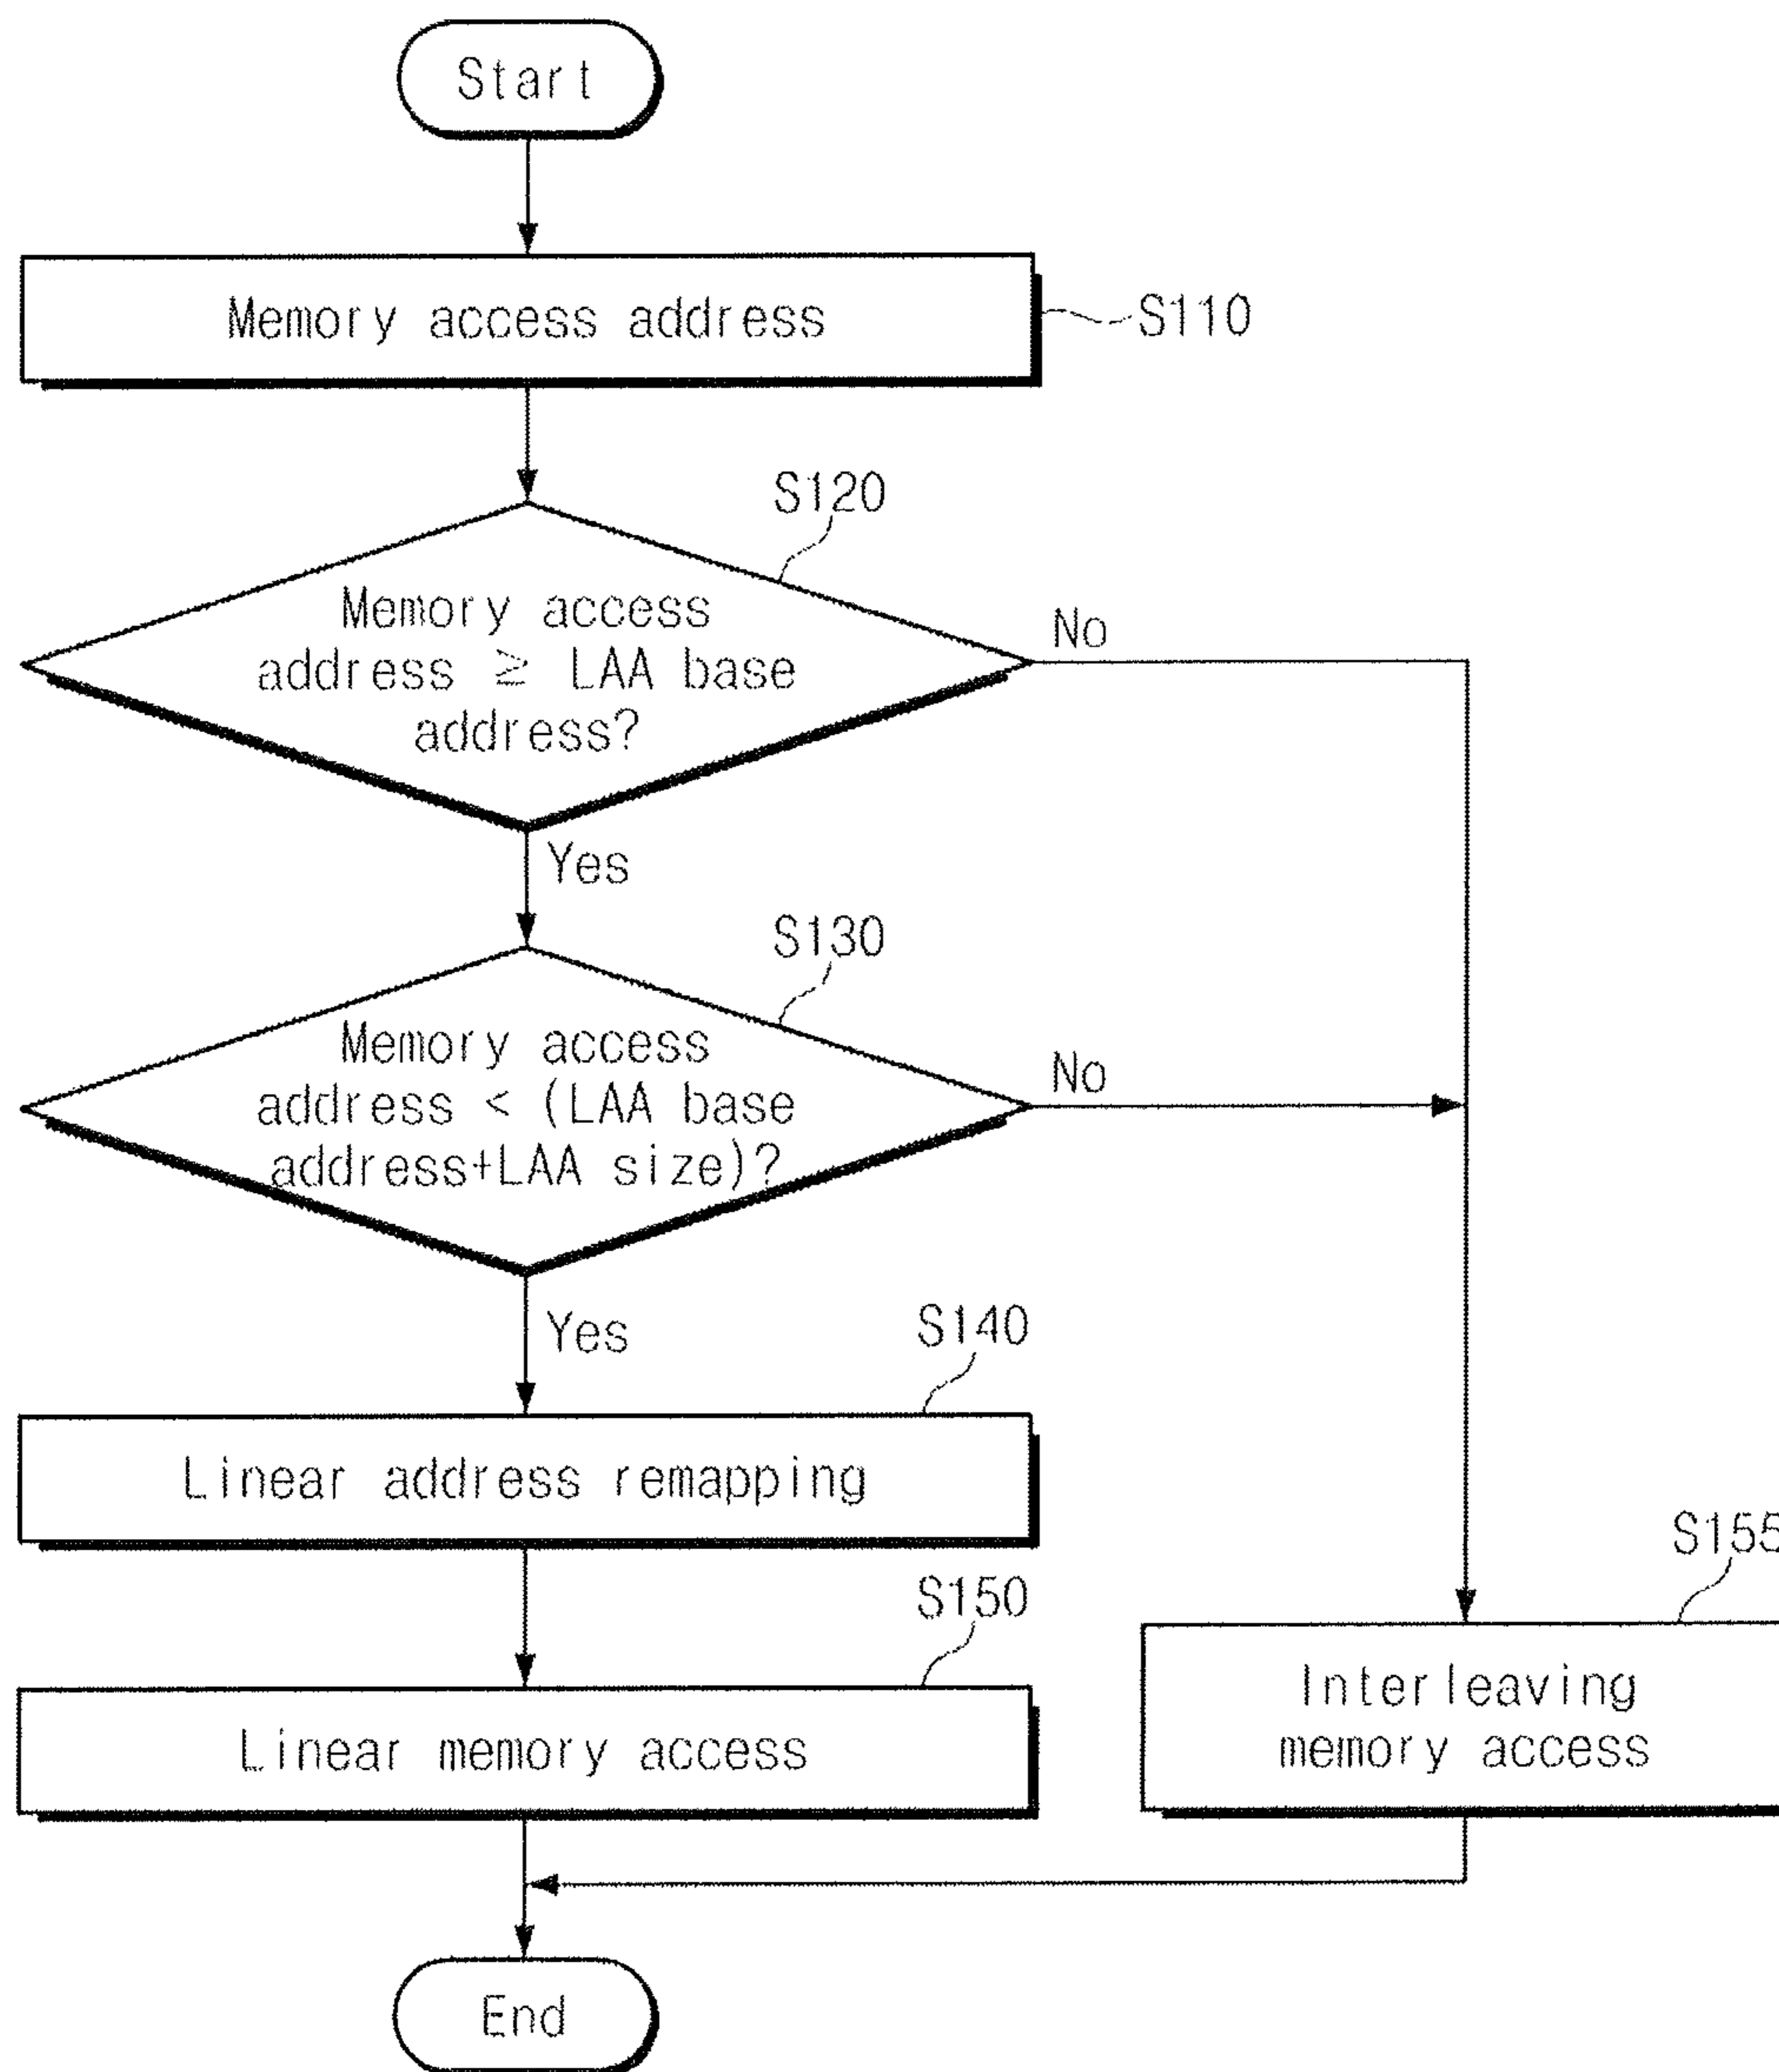 Start
Memory access address
S110
S120
Memory access
address ≥ LAA base
address?
No
Yes
S130
Memory access
address < (LAA base
address+LAA size)?
No
Yes
S140
Linear address remapping
S155
S150
Linear memory access
Interleaving
memory access
End